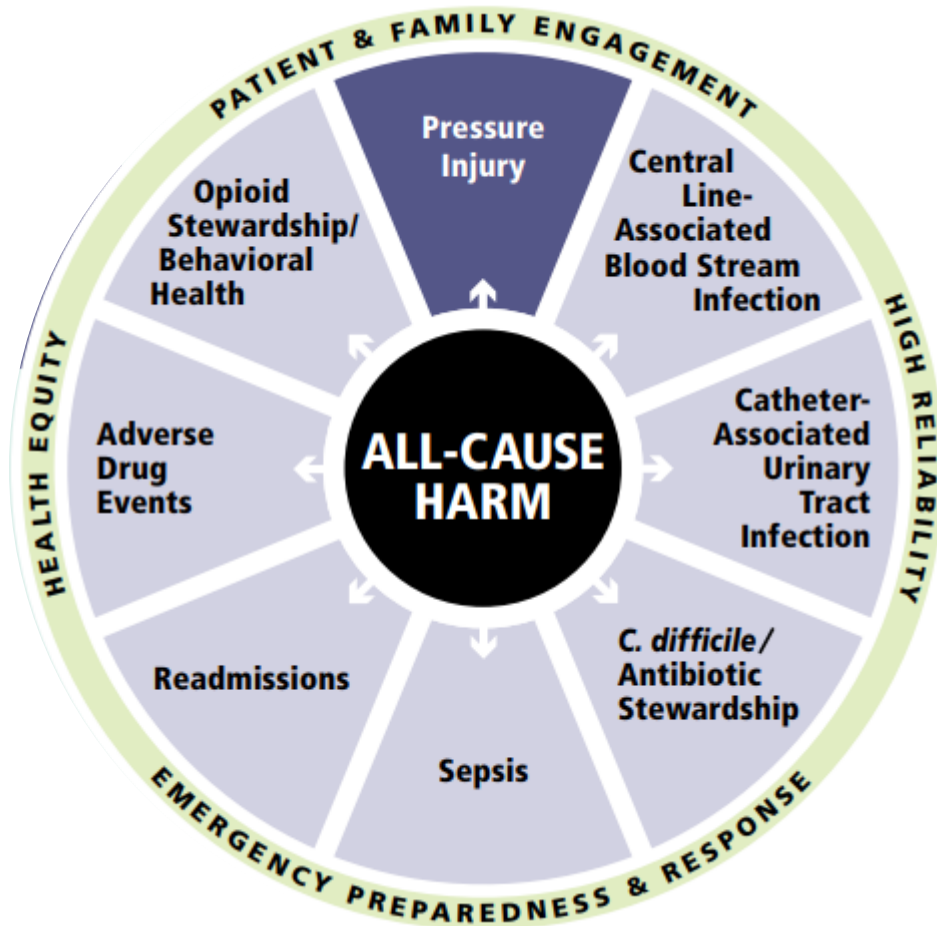 PATIENT & FAMILY ENGAGEMENT
Pressure
Injury
Central
Line-
Associated
Blood Stream
Infection
Opioid
Stewardship/
Behavioral
Health
HIGH RELIABILITY
HEALTH EQUITY
Catheter-
Associated
Urinary
Tract
Infection
Adverse
Drug
Events
ALL-CAUSE
HARM
C. difficile/
Antibiotic
Stewardship
Readmissions
Sepsis
EMERGENCY PREPAREDNESS & RESPONSE